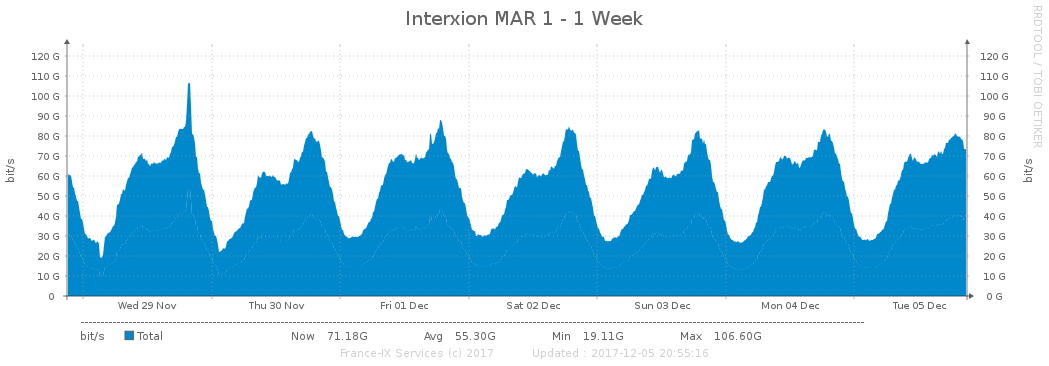 Interxion MAR 1 - 1 Week
RRDTOOL / TOBI OETIKER
bit/s
120 G 120 G
110 G 110 G
100 G 100 G
90 G 90 G
80 G 80 G
70 G 70 G
60 G 60 G
50 G 50 G
40 G 40 G
30 G 30 G
20 G 20 G
10 G 10 G
0 0 G
bit/s
Wed 29 Nov Thu 30 Nov Fri 01 Dec Sat 02 Dec Sun 03 Dec Mon 04 Dec Tue 05 Dec
bit/s Total Now 71.18G Avg 55.30G Min 19.11G Max 106.60G
France-IX Services (c) 2017 Updated : 2017-12-05 20:55:16